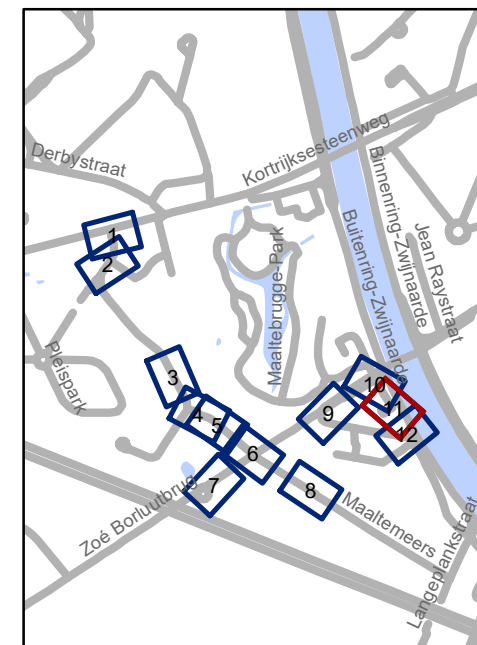 Kortrijksesteenweg
Derbystraat
Binnenring-Zwijnaarde
Jean Raystraat
Buitenring-Zwijnaarde
Maaltebrugge-Park
1
2
Pleispark
3
4
5
6
7
8
9
10
11
12
Zoé Borluutbrug
Maaltemeers
Langeplankstraat